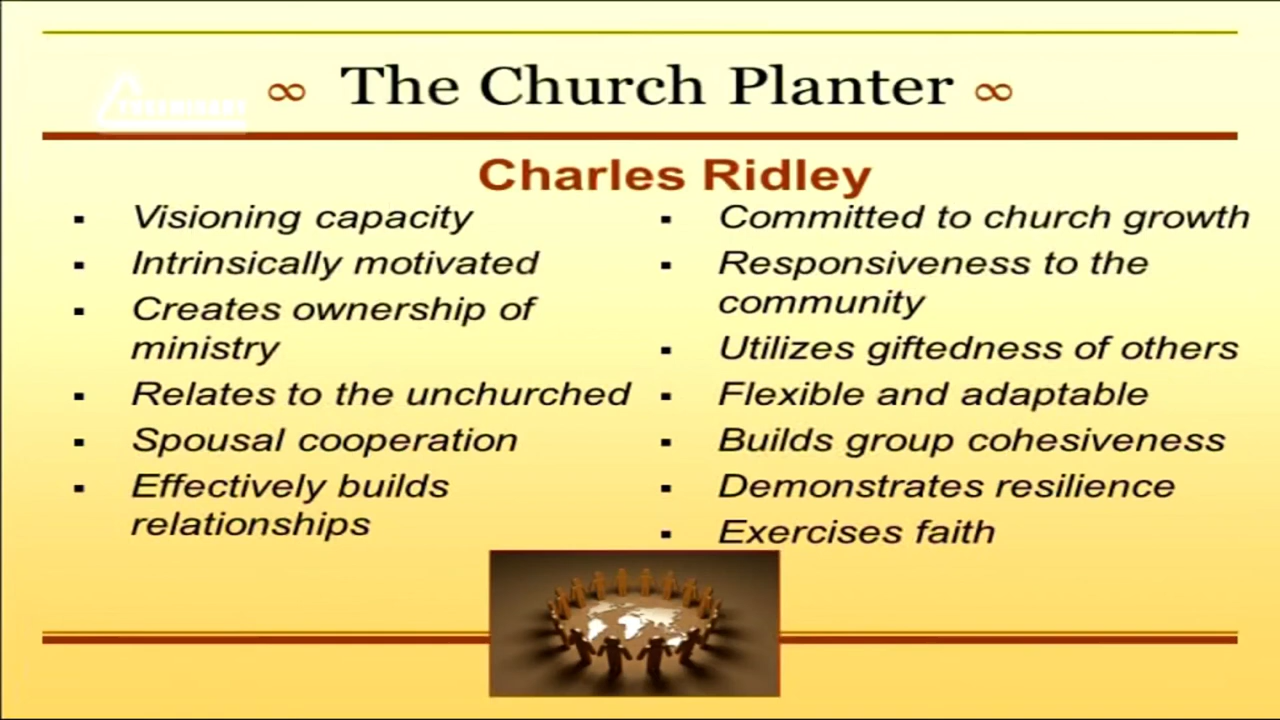 ∞ The Church Planter ∞
Charles Ridley
▪ Visioning capacity
▪ Intrinsically motivated
▪ Creates ownership of
ministry
▪ Relates to the unchurched
▪ Spousal cooperation
▪ Effectively builds
relationships
▪ Committed to church growth
▪ Responsiveness to the
community
▪ Utilizes giftedness of others
▪ Flexible and adaptable
▪ Builds group cohesiveness
▪ Demonstrates resilience
▪ Exercises faith